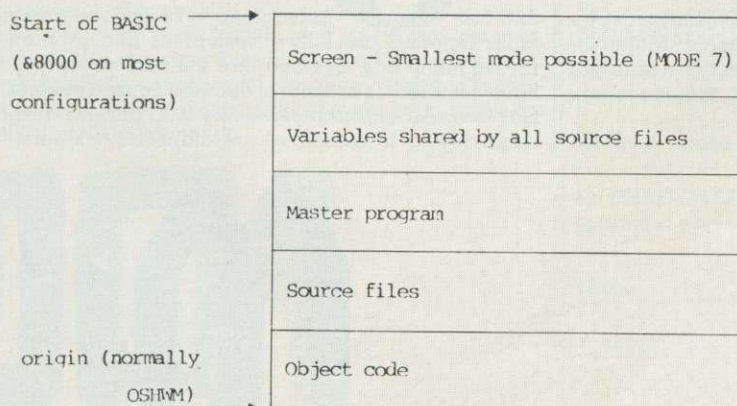 Start of BASIC
(&8000 on most
configurations)
Screen - Smallest mode possible (MODE 7)
Variables shared by all source files
Master program
Source files
origin (normally
OSHWM)
Object code